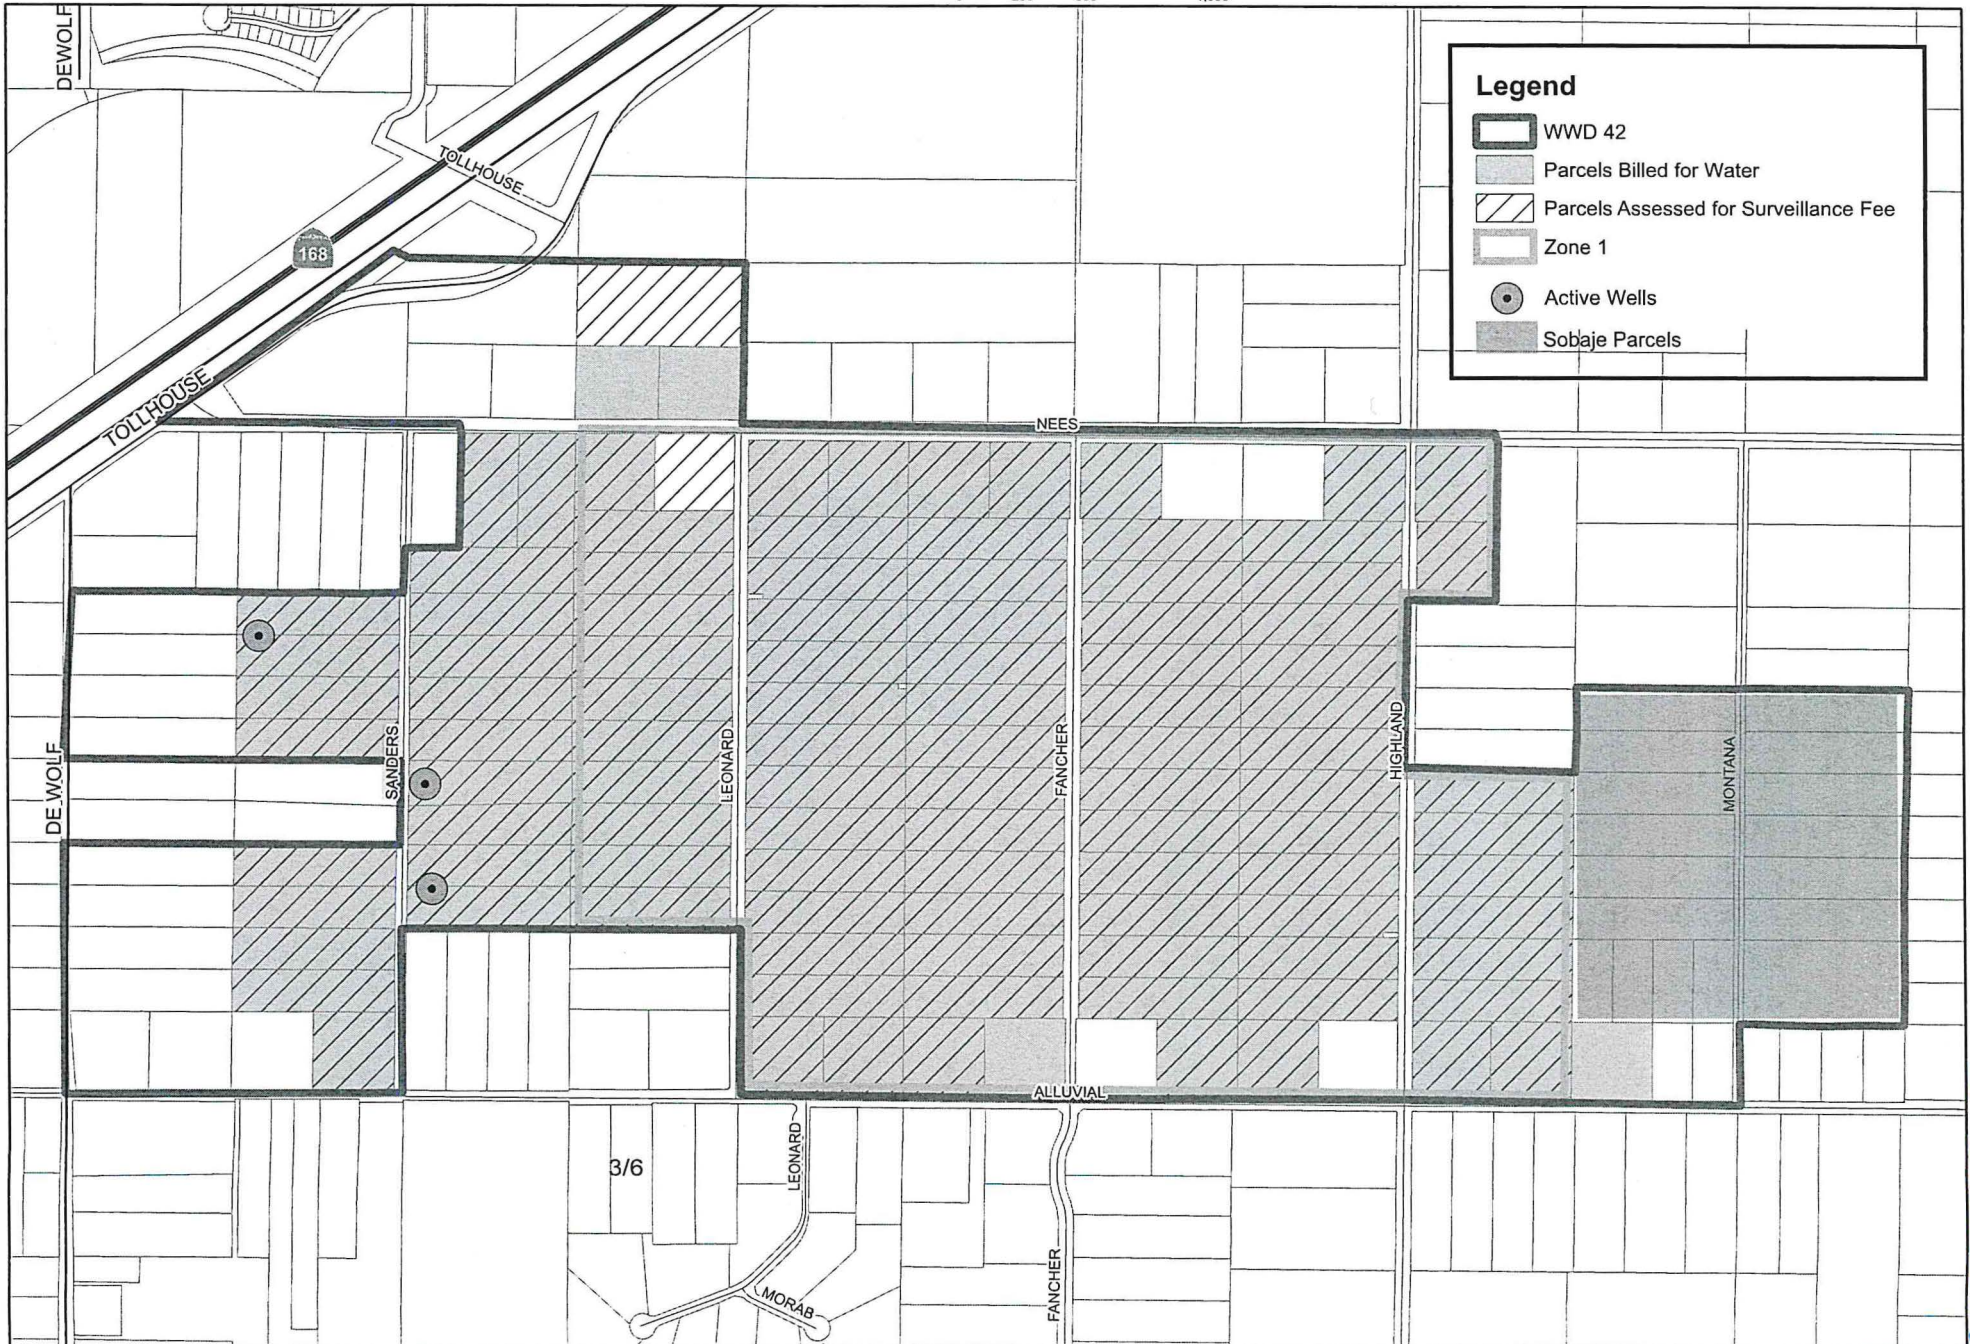 DEWOLF
TOLLHOUSE
168
Legend
WWD 42
Parcels Billed for Water
Parcels Assessed for Surveillance Fee
Zone 1
Active Wells
Sobaje Parcels
TOLLHOUSE
NEES
DE WOLF
SANDERS
LEONARD
FANCHER
HIGHLAND
MONTANA
ALLUVIAL
LEONARD
3/6
FANCHER
MORAB